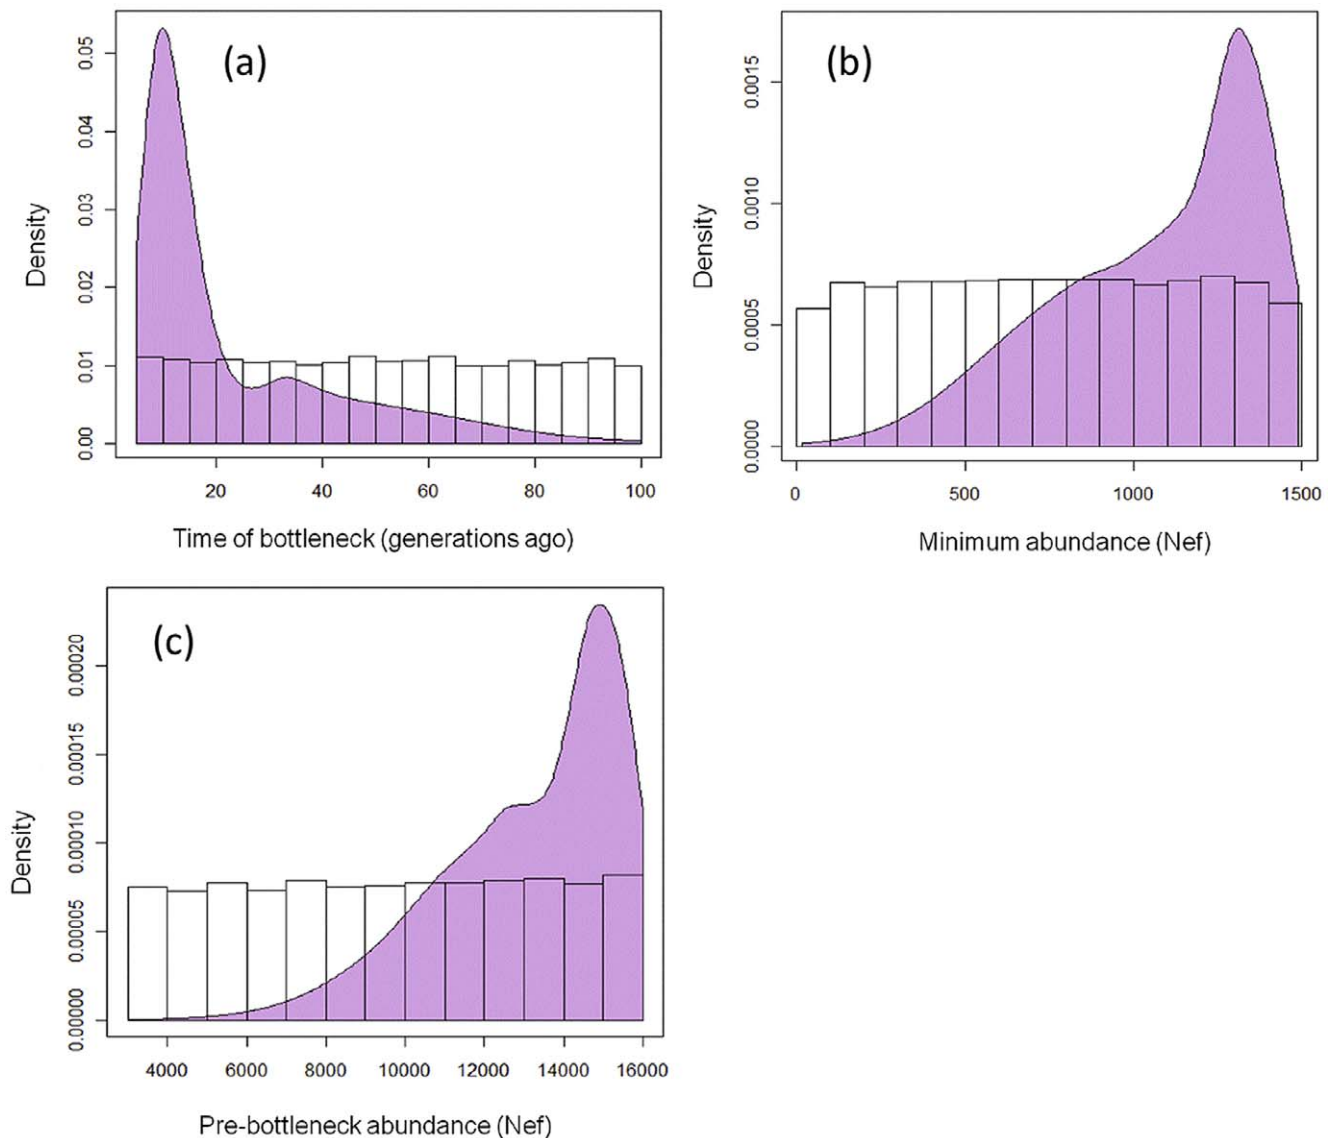 (a)
Density
0.05
0.04
0.03
0.02
0.01
0.00
20 40 60 80 100
Time of bottleneck (generations ago)
(b)
Density
0.0015
0.0010
0.0005
0.0000
0 500 1000 1500
Minimum abundance (Nef)
(c)
Density
0.00020
0.00015
0.00010
0.00005
0.00000
4000 6000 8000 10000 12000 14000 16000
Pre-bottleneck abundance (Nef)